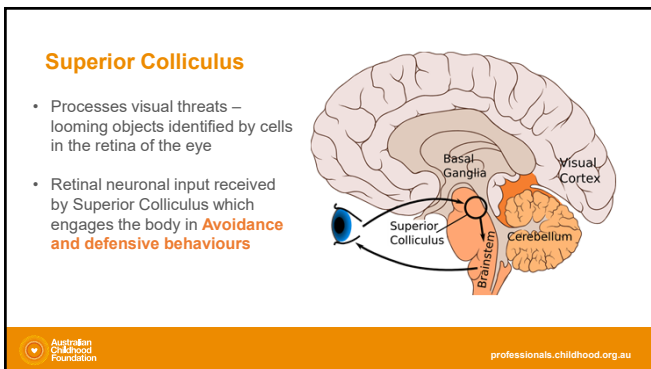 Superior Colliculus
• Processes visual threats –
looming objects identified by cells
in the retina of the eye
• Retinal neuronal input received
by Superior Colliculus which
engages the body in Avoidance
and defensive behaviours
Basal
Ganglia
Visual
Cortex
Superior
Colliculus
Brainstem
Cerebellum
Australian
Childhood
Foundation
professionals.childhood.org.au